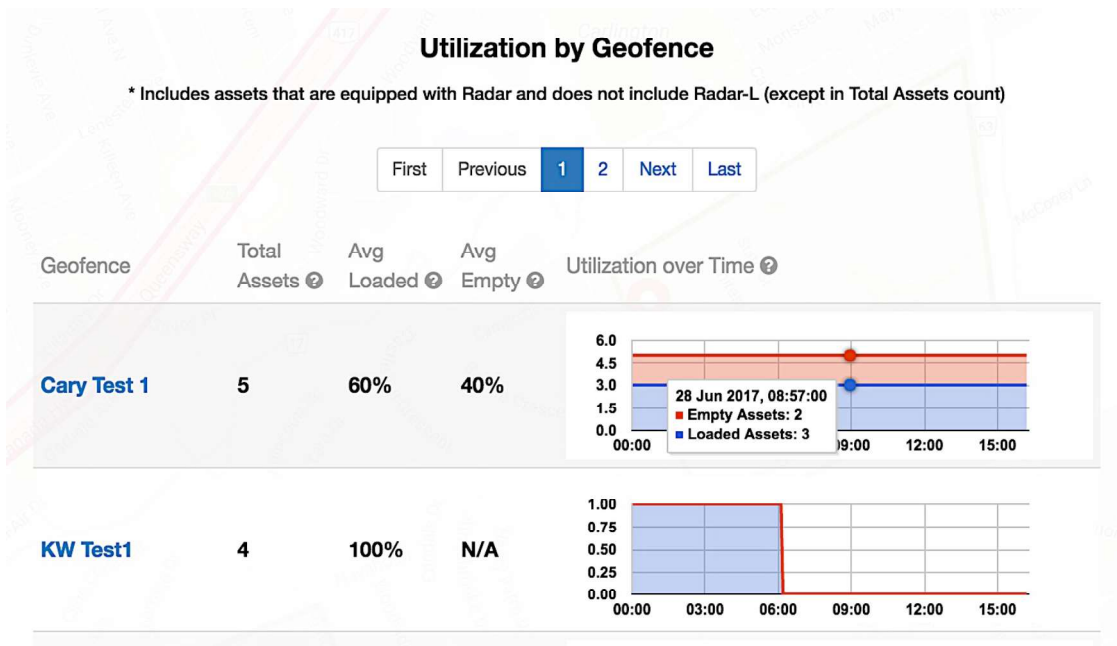 Utilization by Geofence
* Includes assets that are equipped with Radar and does not include Radar-L (except in Total Assets count)
First Previous 1 2 Next Last
Geofence Total Assets Avg Loaded Avg Empty Utilization over Time
Cary Test 1 5 60% 40%
6.0
4.5
3.0
1.5
0.0
28 Jun 2017, 08:57:00
Empty Assets: 2
Loaded Assets: 3
00:00 09:00 12:00 15:00
KW Test1 4 100% N/A
1.00
0.75
0.50
0.25
0.00
00:00 03:00 06:00 09:00 12:00 15:00